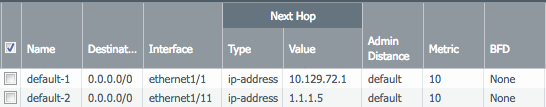 Next Hop
Name Destinat... Interface Type Value Admin Distance Metric BFD
default-1 0.0.0.0/0 ethernet1/1 ip-address 10.129.72.1 default 10 None
default-2 0.0.0.0/0 ethernet1/11 ip-address 1.1.1.5 default 10 None